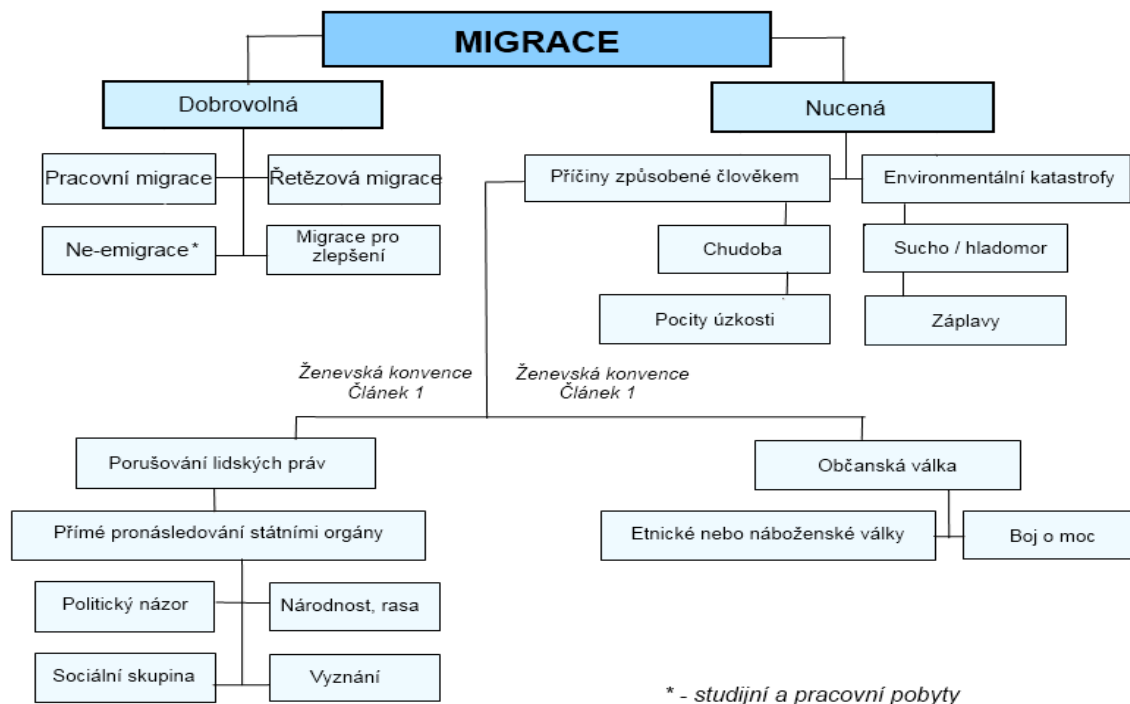 MIGRACE
Dobrovolná
Nucená
Pracovní migrace
Řetězová migrace
Ne-emigrace *
Migrace pro
zlepšení
Příčiny způsobené člověkem
Environmentální katastrofy
Chudoba
Sucho / hladomor
Pocity úzkosti
Záplavy
Ženevská konvence
Článek 1
Ženevská konvence
Článek 1
Porušování lidských práv
Občanská válka
Přímé pronásledování státními orgány
Etnické nebo náboženské války
Boj o moc
Politický názor
Národnost, rasa
Sociální skupina
Vyznání
* - studijní a pracovní pobyty